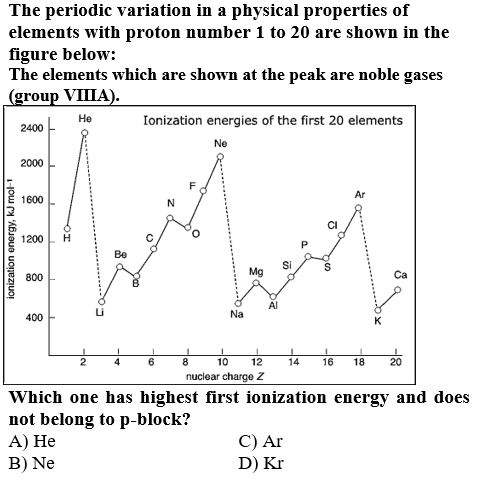 The periodic variation in a physical properties of
elements with proton number 1 to 20 are shown in the
figure below:
The elements which are shown at the peak are noble gases
(group VIIIA).
Ionization energies of the first 20 elements
ionization energy, kJ mol⁻¹
2400
2000
1600
1200
800
400
H
He
Li
Be
B
C
N
O
F
Ne
Na
Mg
Al
Si
P
S
Cl
Ar
K
Ca
2 4 6 8 10 12 14 16 18 20
nuclear charge Z
Which one has highest first ionization energy and does
not belong to p-block?
A) He C) Ar
B) Ne D) Kr